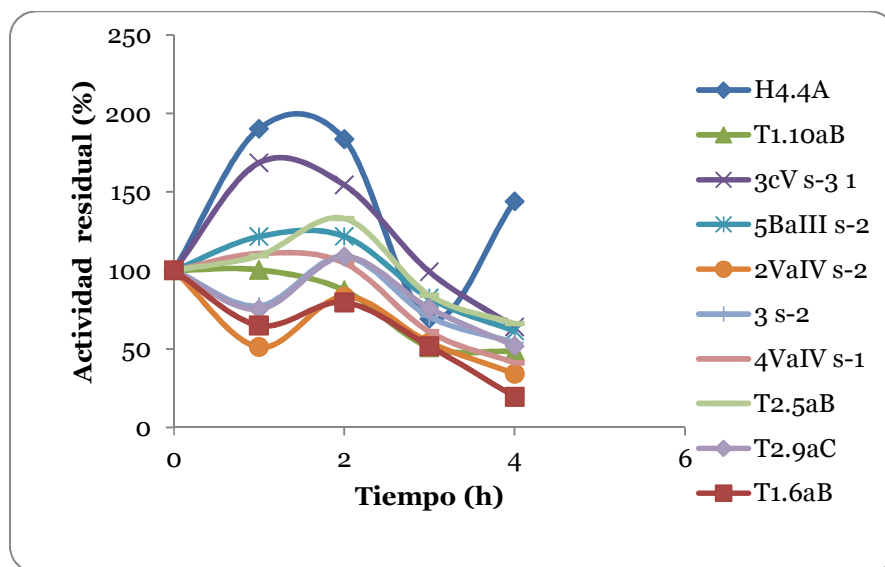 Actividad residual (%)
250
200
150
100
50
0
0
2
4
6
Tiempo (h)
H4.4A
T1.10aB
3cV s-3 1
5BaIII s-2
2VaIV s-2
3 s-2
4VaIV s-1
T2.5aB
T2.9aC
T1.6aB